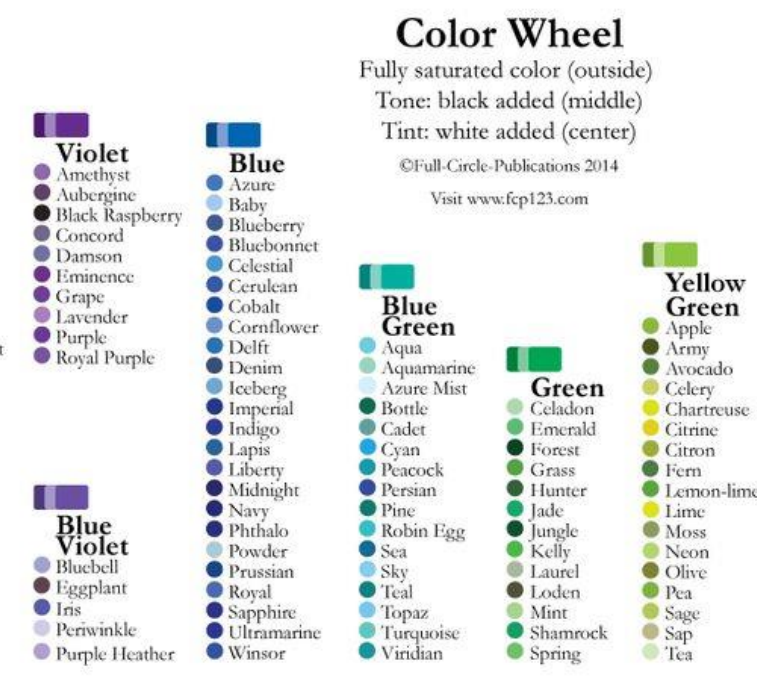 Color Wheel
Fully saturated color (outside)
Tone: black added (middle)
Tint: white added (center)
©Full-Circle-Publications 2014
Visit www.fcp123.com
Violet
Amethyst
Aubergine
Black Raspberry
Concord
Damson
Eminence
Grape
Lavender
Purple
Royal Purple
Blue
Violet
Bluebell
Eggplant
Iris
Periwinkle
Purple Heather
Blue
Azure
Baby
Blueberry
Bluebonnet
Celestial
Cerulean
Cobalt
Cornflower
Delft
Denim
Iceberg
Imperial
Indigo
Lapis
Liberty
Midnight
Navy
Phthalo
Powder
Prussian
Royal
Sapphire
Ultramarine
Winsor
Blue
Green
Aqua
Aquamarine
Azure Mist
Bottle
Cadet
Cyan
Peacock
Persian
Pine
Robin Egg
Sea
Sky
Teal
Topaz
Turquoise
Viridian
Green
Celadon
Emerald
Forest
Grass
Hunter
Jade
Jungle
Kelly
Laurel
Loden
Mint
Shamrock
Spring
Yellow
Green
Apple
Army
Avocado
Celery
Chartreuse
Citrine
Citron
Fern
Lemon-lime
Lime
Moss
Neon
Olive
Pea
Sage
Sap
Tea